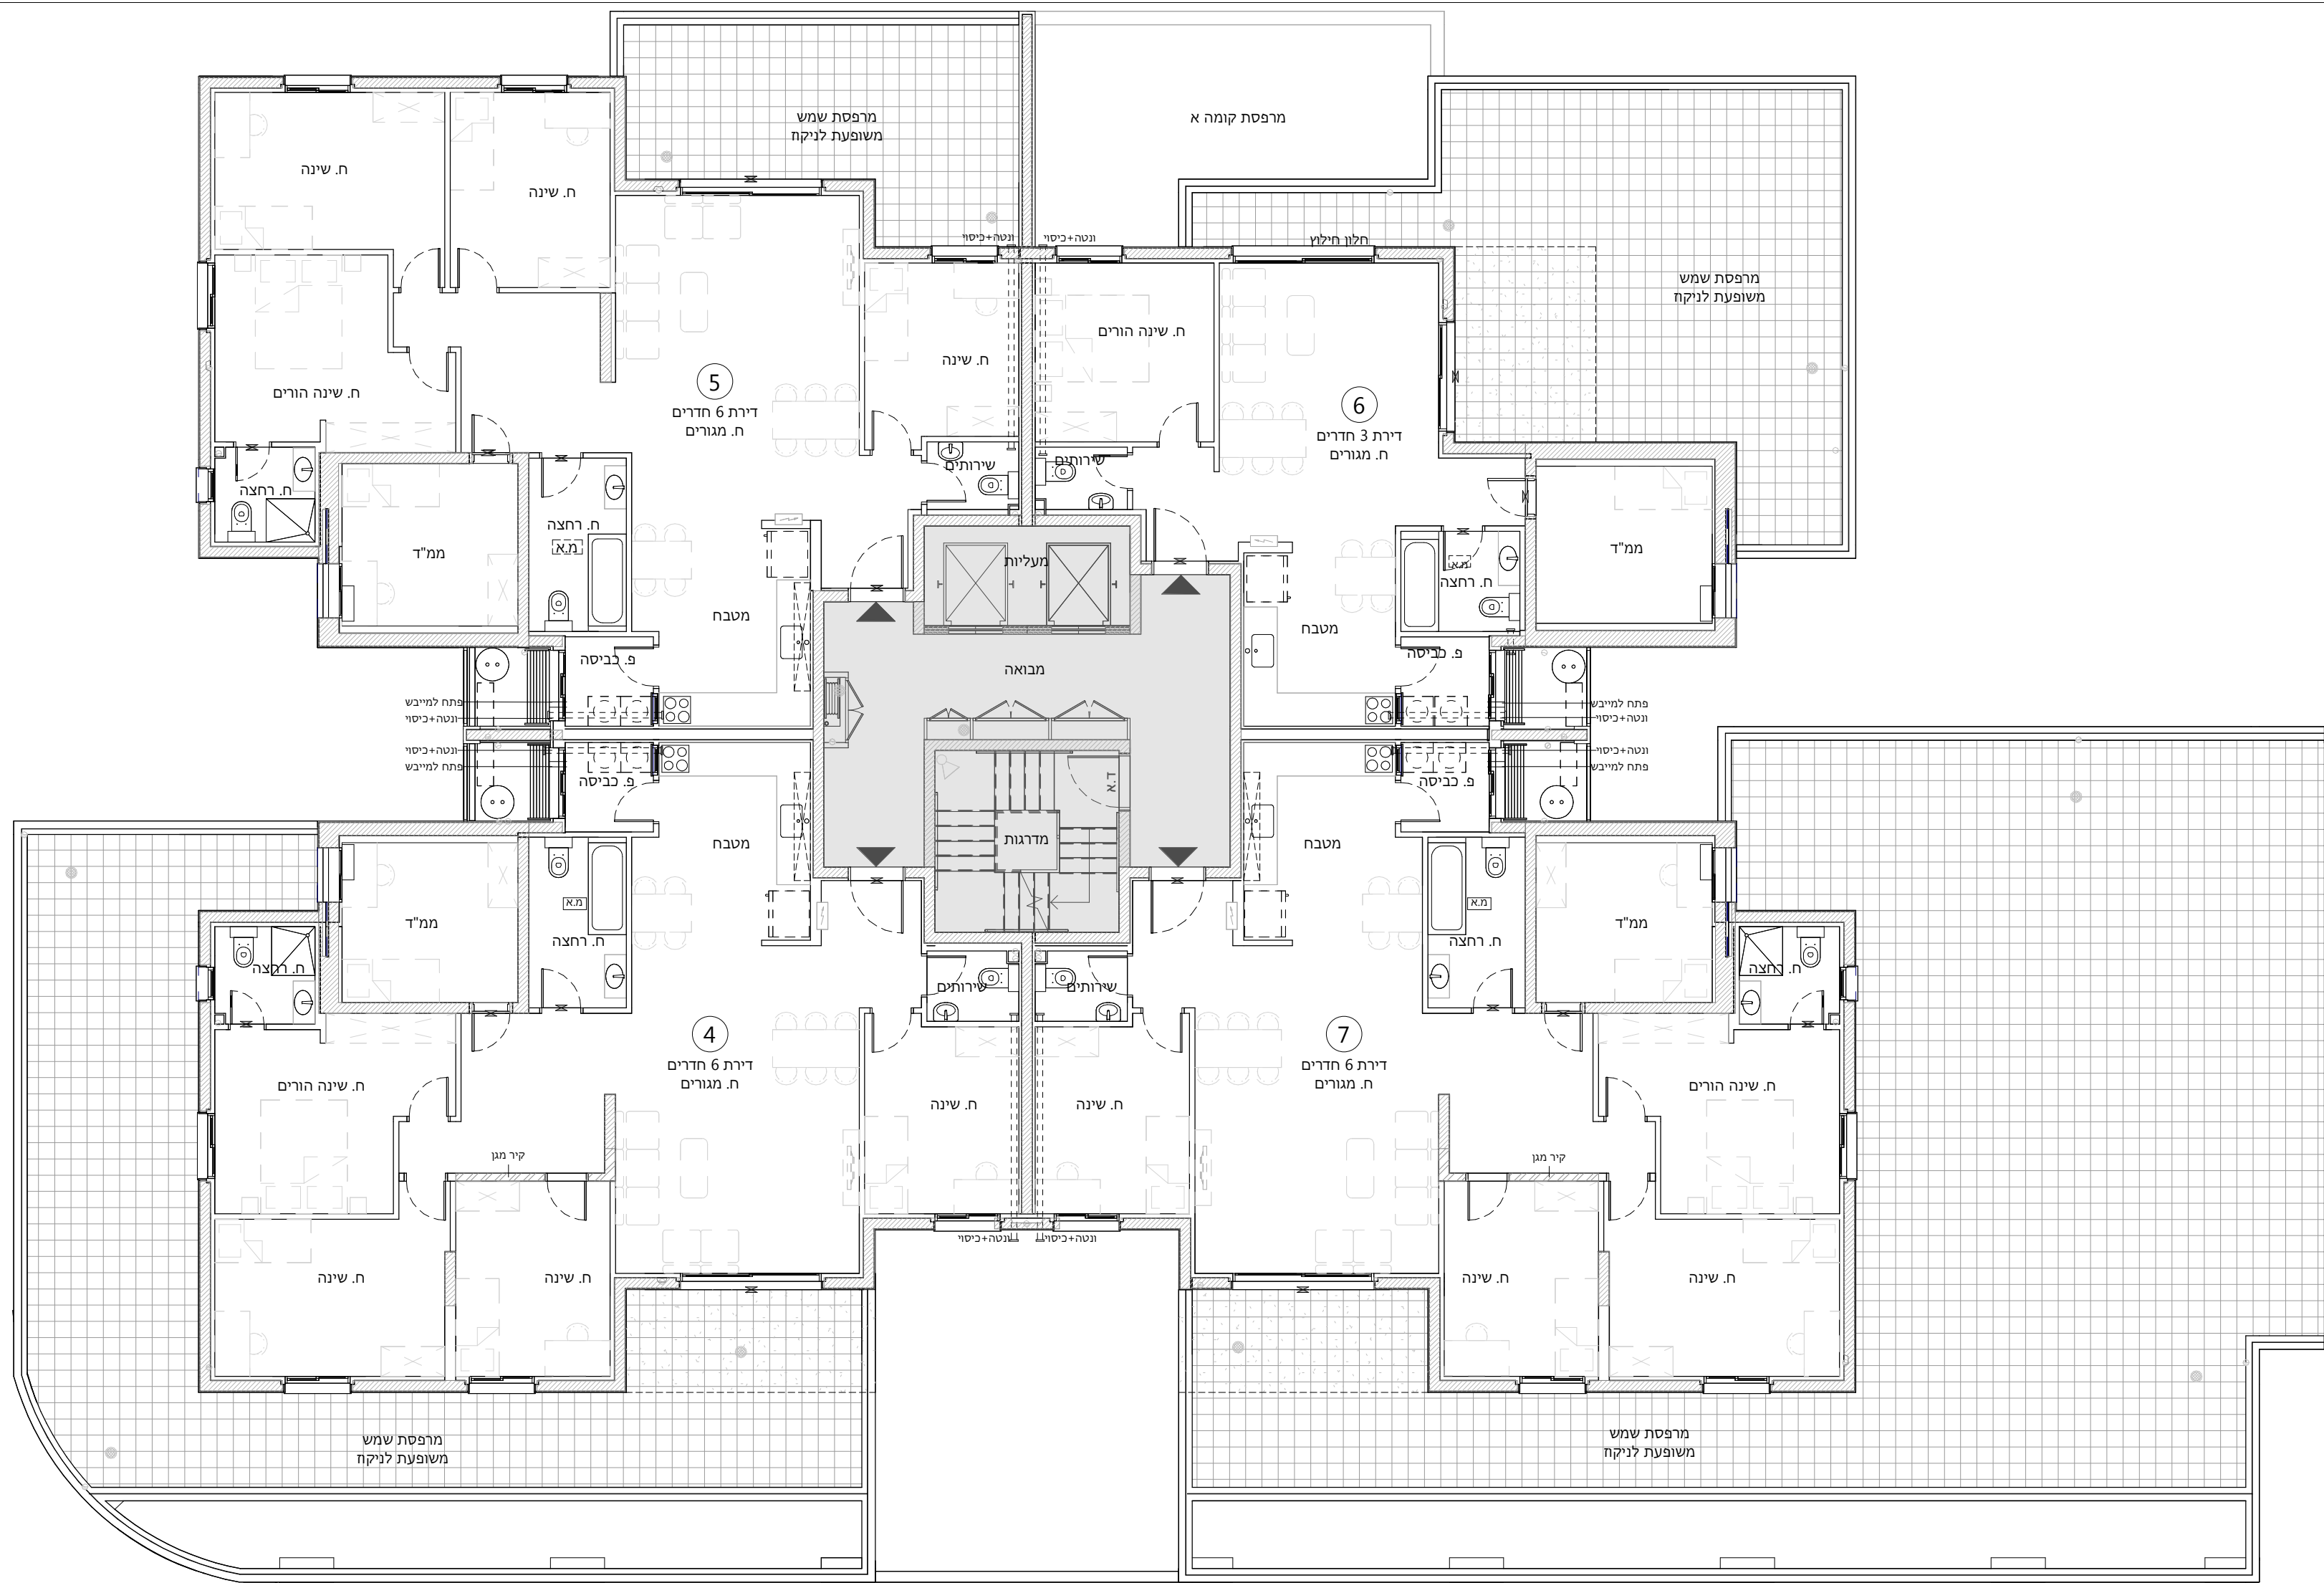 מרפסת שמש
משופעת לניקוז
מרפסת קומה א
ח. שינה
ח. שינה
ונטה+כיסוי
ונטה+כיסוי
חלון חילוץ
מרפסת שמש
משופעת לניקוז
ח. שינה הורים
ח. שינה
ח. שינה הורים
5
דירת 6 חדרים
ח. מגורים
6
דירת 3 חדרים
ח. מגורים
שירותים
שירותים
ח. רחצה
ח. רחצה
מ.א
ממ"ד
ממ"ד
מעליות
מ.א
ח. רחצה
מטבח
מטבח
פ. כביסה
מבואה
פ. כביסה
פתח למייבש
ונטה+כיסוי
פתח למייבש
ונטה+כיסוי
ונטה+כיסוי
פתח למייבש
ונטה+כיסוי
פתח למייבש
פ. כביסה
פ. כביסה
ד.א
מטבח
מדרגות
מטבח
מ.א
מ.א
ממ"ד
ממ"ד
ח. רחצה
ח. רחצה
ח. רחצה
ח. רחצה
שירותים
שירותים
4
דירת 6 חדרים
ח. מגורים
7
דירת 6 חדרים
ח. מגורים
ח. שינה הורים
ח. שינה הורים
ח. שינה
ח. שינה
קיר מגן
קיר מגן
ונטה+כיסוי
ונטה+כיסוי
ח. שינה
ח. שינה
ח. שינה
ח. שינה
מרפסת שמש
משופעת לניקוז
מרפסת שמש
משופעת לניקוז